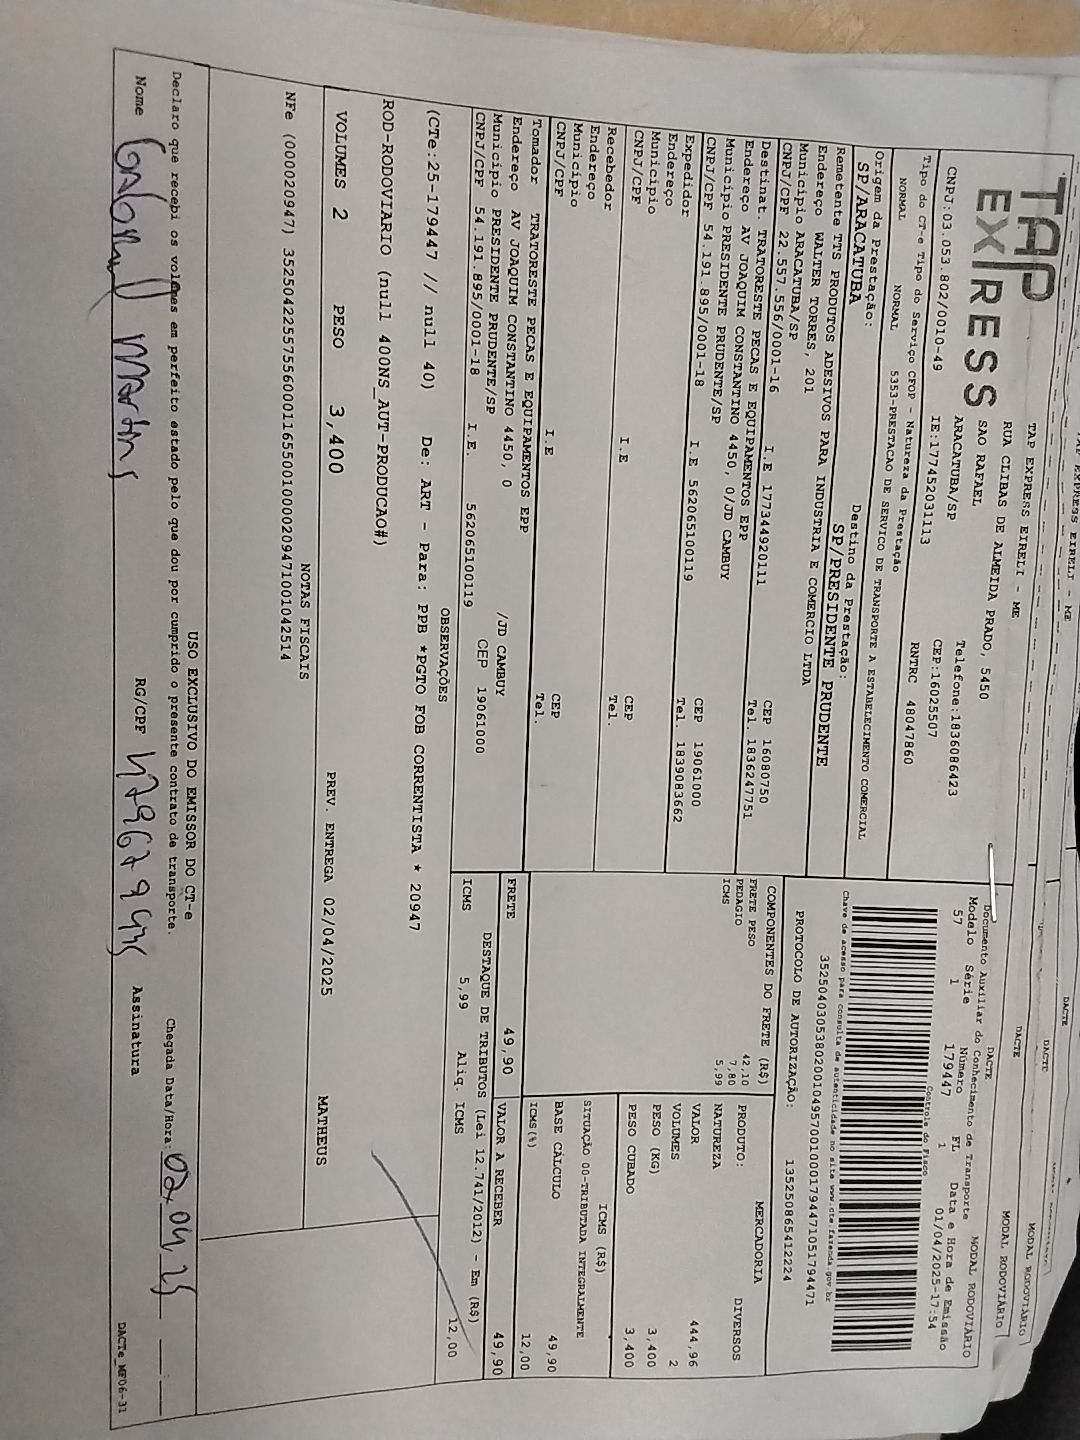 TAP EXPRESS EIRELI - ME
DACTE
MODAL RODOVIÁRIO
DACTE
MODAL RODOVIÁRIO
TAP EXPRESS
TAP EXPRESS EIRELI - ME
RUA CLIBAS DE ALMEIDA PRADO, 5450
SAO RAFAEL
ARACATUBA/SP
Telefone:1836086423
CNPJ:03.053.802/0010-49 IE:177452031113 CEP:16025507
RNTRC 48047860
DACTE MODAL RODOVIÁRIO
Documento Auxiliar do Conhecimento de Transporte
Modelo Série Número FL Data e Hora de Emissão
57 1 179447 1 01/04/2025-17:54
Controle do Fisco
Chave de acesso para consulta de autenticidade no site www.cte.fazenda.gov.br
PROTOCOLO DE AUTORIZAÇÃO: 135250865412224
Tipo do CT-e Tipo do Serviço CFOP - Natureza da Prestação
NORMAL NORMAL 5353-PRESTACAO DE SERVICO DE TRANSPORTE A ESTABELECIMENTO COMERCIAL
Origem da Prestação: Destino da Prestação:
SP/ARACATUBA SP/PRESIDENTE PRUDENTE
Remetente TTS PRODUTOS ADESIVOS PARA INDUSTRIA E COMERCIO LTDA
Endereço WALTER TORRES, 201
Município ARACATUBA/SP CEP 16080750
CNPJ/CPF 22.557.556/0001-16 I.E 177344920111 Tel. 1836247751
Destinat. TRATORESTE PECAS E EQUIPAMENTOS EPP
Endereço AV JOAQUIM CONSTANTINO 4450, 0/JD CAMBUY
Município PRESIDENTE PRUDENTE/SP CEP 19061000
CNPJ/CPF 54.191.895/0001-18 I.E 562065100119 Tel. 1839083662
Expedidor
Endereço
Município CEP
CNPJ/CPF I.E Tel.
Recebedor
Endereço
Município CEP
CNPJ/CPF I.E Tel.
Tomador TRATORESTE PECAS E EQUIPAMENTOS EPP
Endereço AV JOAQUIM CONSTANTINO 4450, 0 /JD CAMBUY
Município PRESIDENTE PRUDENTE/SP CEP 19061000
CNPJ/CPF 54.191.895/0001-18 I.E. 562065100119
COMPONENTES DO FRETE (R$)
FRETE PESO 42,10
PEDAGIO 7,80
ICMS 5,99
MERCADORIA
PRODUTO: DIVERSOS
NATUREZA
VALOR 444,96
VOLUMES 2
PESO (KG) 3,400
PESO CUBADO 3,400
ICMS (R$)
SITUAÇÃO 00-TRIBUTADA INTEGRALMENTE
BASE CÁLCULO 49,90
ICMS(%) 12,00
FRETE 49,90 VALOR A RECEBER 49,90
DESTAQUE DE TRIBUTOS (Lei 12.741/2012) - Em (R$)
ICMS 5,99 Aliq. ICMS 12,00
OBSERVAÇÕES
(CTe:25-179447 // null 40) De: ART - Para: PPB *PGTO FOB CORRENTISTA * 20947
ROD-RODOVIARIO (null 400NS_AUT-PRODUCAO#)
VOLUMES 2 PESO 3,400 PREV. ENTREGA 02/04/2025 MATHEUS
NOTAS FISCAIS
NFe (000020947) 35250422557556000116550010000209471001042514
USO EXCLUSIVO DO EMISSOR DO CT-e
Declaro que recebi os volumes em perfeito estado pelo que dou por cumprido o presente contrato de transporte. Chegada Data/Hora: 02/04/25
Nome Gabriel Martins RG/CPF Assinatura
DACTe_MF06-31